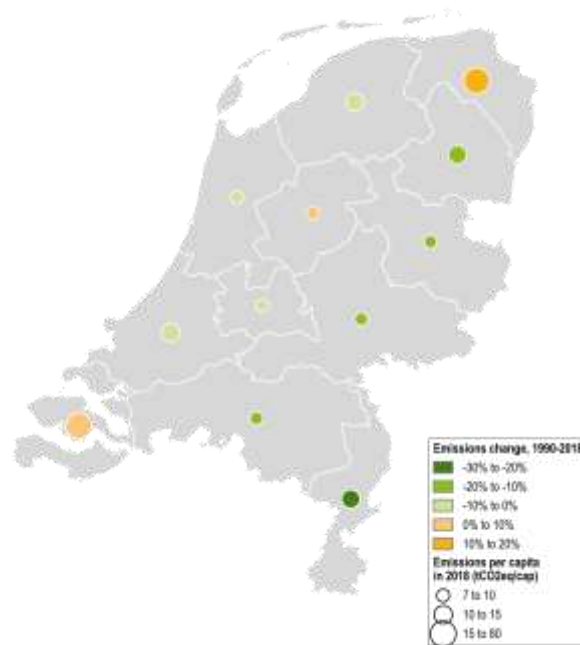 Emissions change, 1990-2018
-30% to -20%
-20% to -10%
-10% to 0%
0% to 10%
10% to 20%
Emissions per capita
in 2018 (tCO2eq/cap)
7 to 10
10 to 15
15 to 80